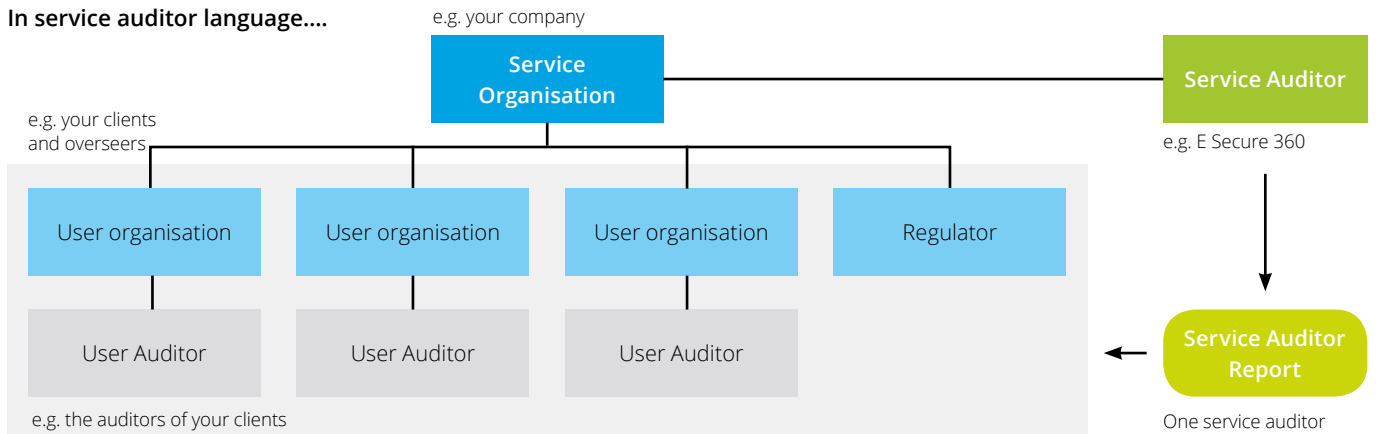 In service auditor language....
e.g. your company
Service
Organisation
Service Auditor
e.g. your clients
and overseers
e.g. E Secure 360
User organisation
User organisation
User organisation
Regulator
User Auditor
User Auditor
User Auditor
Service Auditor
Report
e.g. the auditors of your clients
One service auditor